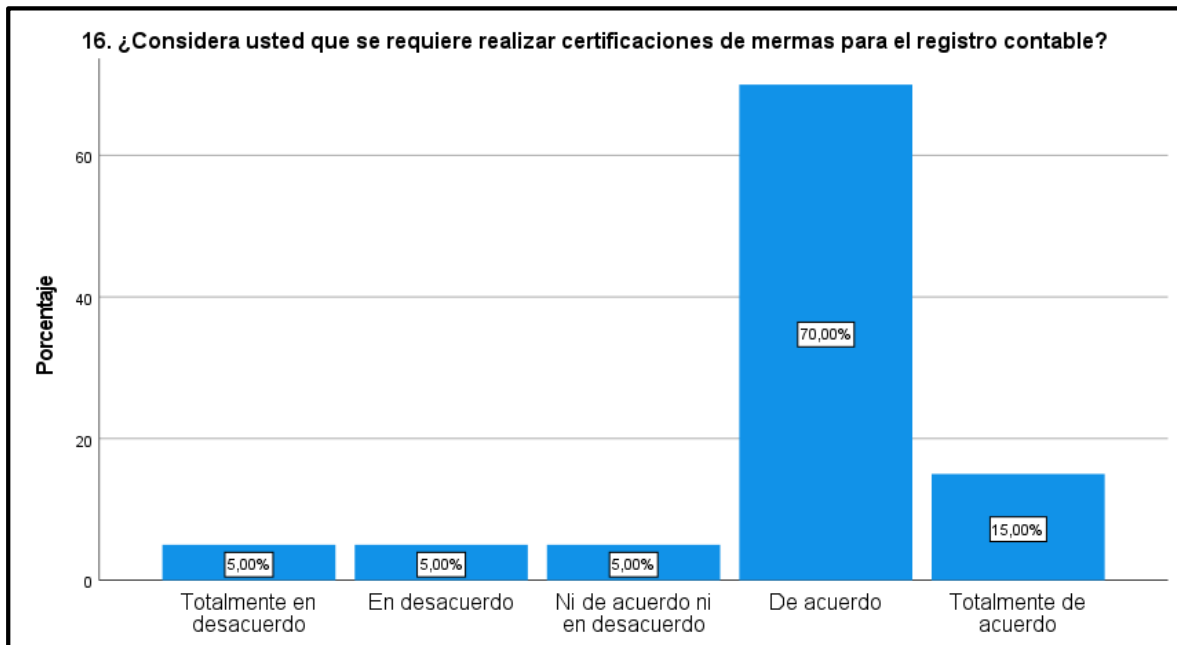 16. ¿Considera usted que se requiere realizar certificaciones de mermas para el registro contable?
60
40
20
0
Porcentaje
5,00%
5,00%
5,00%
70,00%
15,00%
Totalmente en
desacuerdo
En desacuerdo
Ni de acuerdo ni
en desacuerdo
De acuerdo
Totalmente de
acuerdo